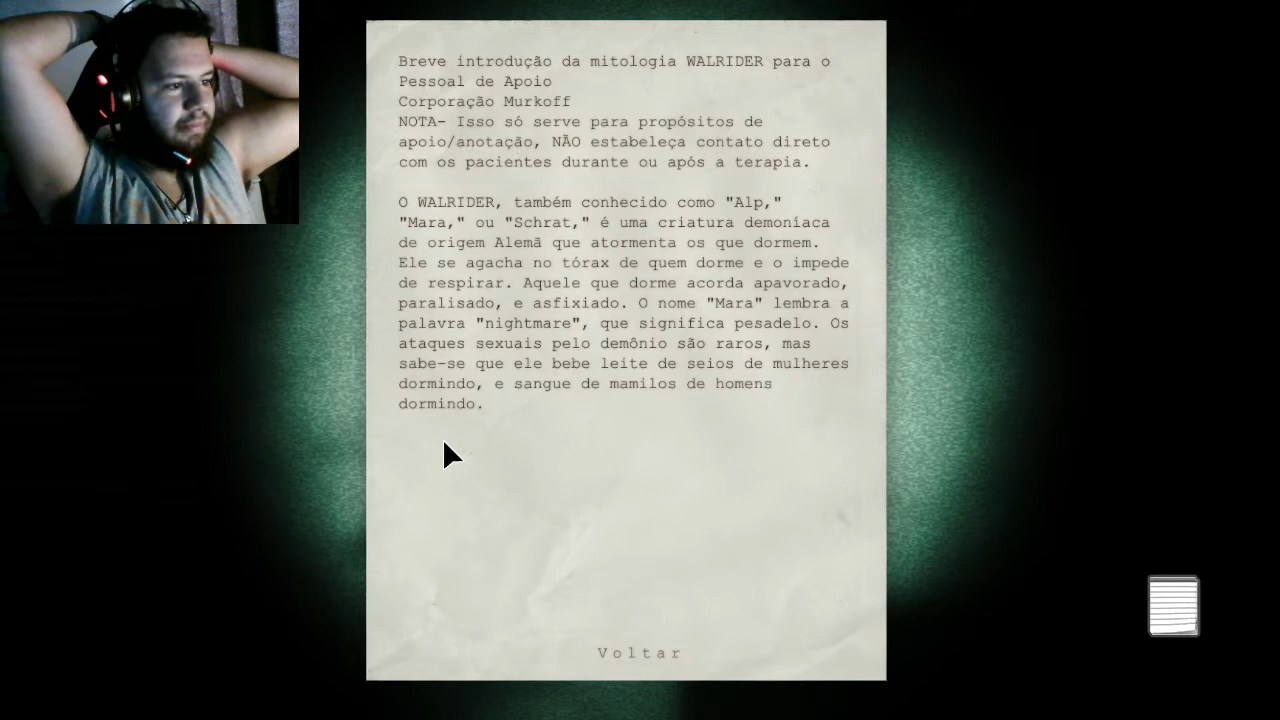 Breve introdução da mitologia WALRIDER para o
Pessoal de Apoio
Corporação Murkoff
NOTA- Isso só serve para propósitos de
apoio/anotação, NÃO estabeleça contato direto
com os pacientes durante ou após a terapia.
O WALRIDER, também conhecido como "Alp,"
"Mara," ou "Schrat," é uma criatura demoníaca
de origem Alemã que atormenta os que dormem.
Ele se agacha no tórax de quem dorme e o impede
de respirar. Aquele que dorme acorda apavorado,
paralisado, e asfixiado. O nome "Mara" lembra a
palavra "nightmare", que significa pesadelo. Os
ataques sexuais pelo demônio são raros, mas
sabe-se que ele bebe leite de seios de mulheres
dormindo, e sangue de mamilos de homens
dormindo.
Voltar